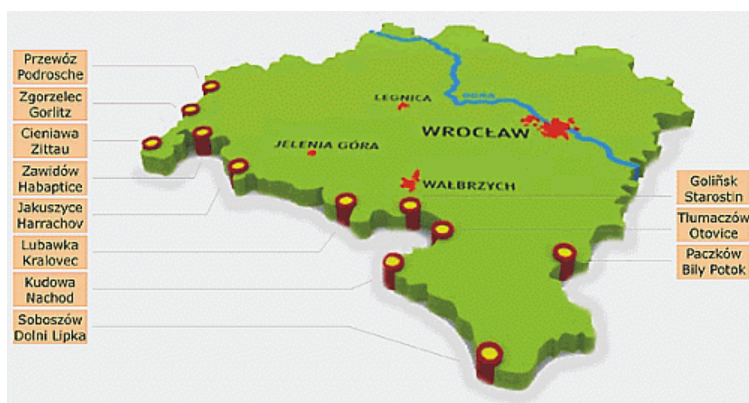 Przewóz
Podrosche
Zgorzelec
Gorlitz
Cieniawa
Zittau
Zawidów
Habaptice
Jakuszyce
Harrachov
Lubawka
Kralovec
Kudowa
Nachod
Soboszów
Dolni Lipka
ODRA
LEGNICA
WROCŁAW
JELENIA GÓRA
WAŁBRZYCH
Golińsk
Starostin
Tłumaczów
Otovice
Paczków
Bily Potok